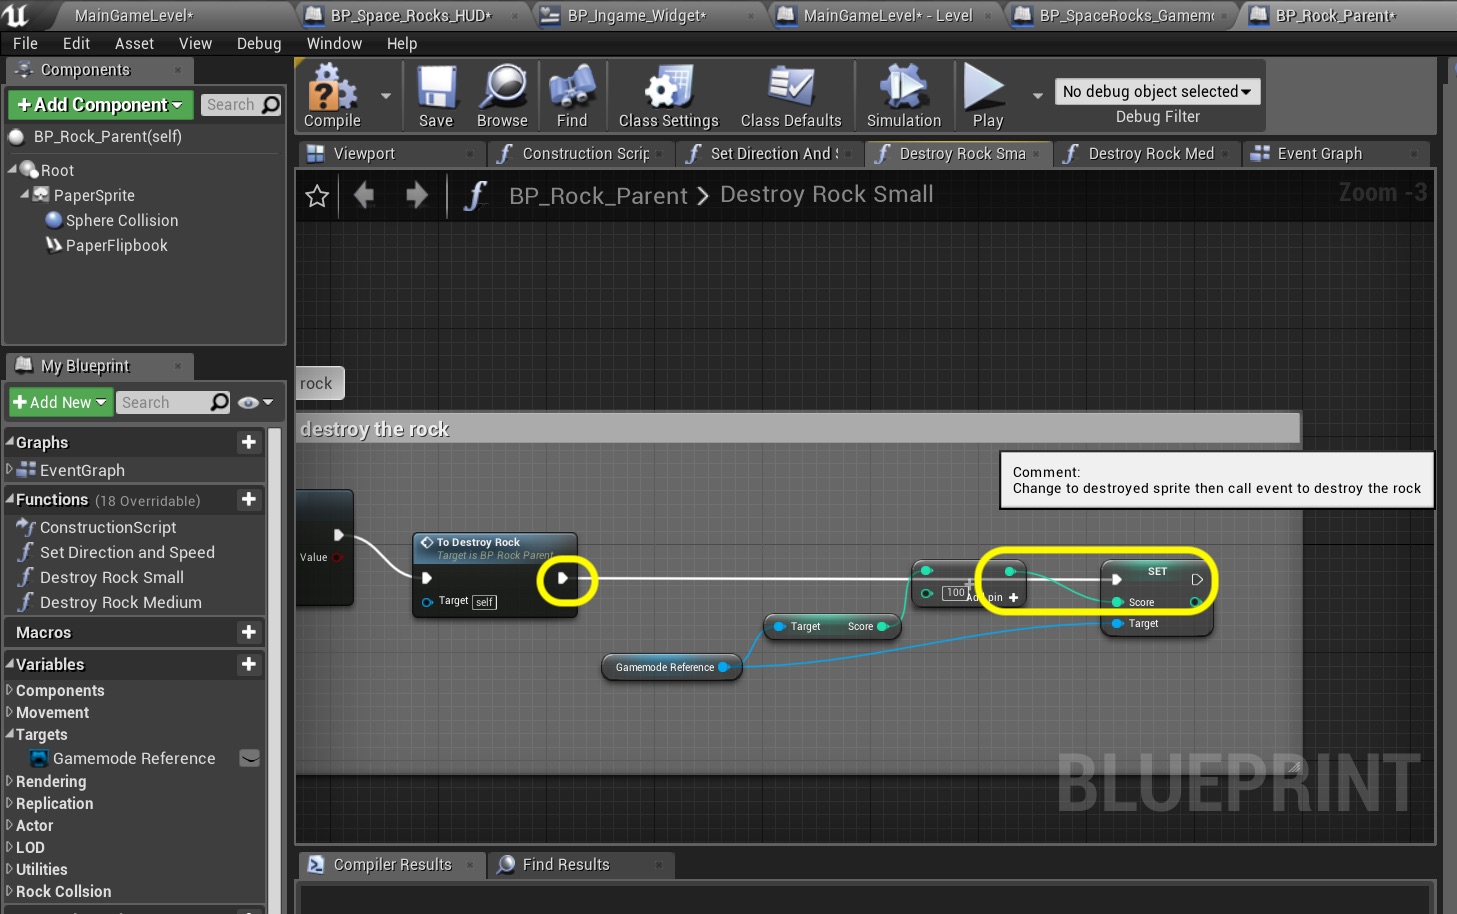 MainGameLevel*
BP_Space_Rocks_HUD*
BP_Ingame_Widget*
MainGameLevel* - Level
BP_SpaceRocks_Gamem
BP_Rock_Parent*
File Edit Asset View Debug Window Help
Components
+Add Component
Search
BP_Rock_Parent(self)
Root
PaperSprite
Sphere Collision
PaperFlipbook
Compile
Save
Browse
Find
Class Settings
Class Defaults
Simulation
Play
No debug object selected
Debug Filter
Viewport
Construction Scrip
Set Direction And S
Destroy Rock Sma
Destroy Rock Med
Event Graph
BP_Rock_Parent > Destroy Rock Small
Zoom -3
My Blueprint
+Add New
Search
Graphs
EventGraph
Functions (18 Overridable)
ConstructionScript
Set Direction and Speed
Destroy Rock Small
Destroy Rock Medium
Macros
Variables
Components
Movement
Targets
Gamemode Reference
Rendering
Replication
Actor
LOD
Utilities
Rock Collsion
rock
destroy the rock
Comment:
Change to destroyed sprite then call event to destroy the rock
Value
To Destroy Rock
Target is BP Rock Parent
Target self
Target Score
Gamemode Reference
100
Add pin +
SET
Score
Target
BLUEPRINT
Compiler Results
Find Results